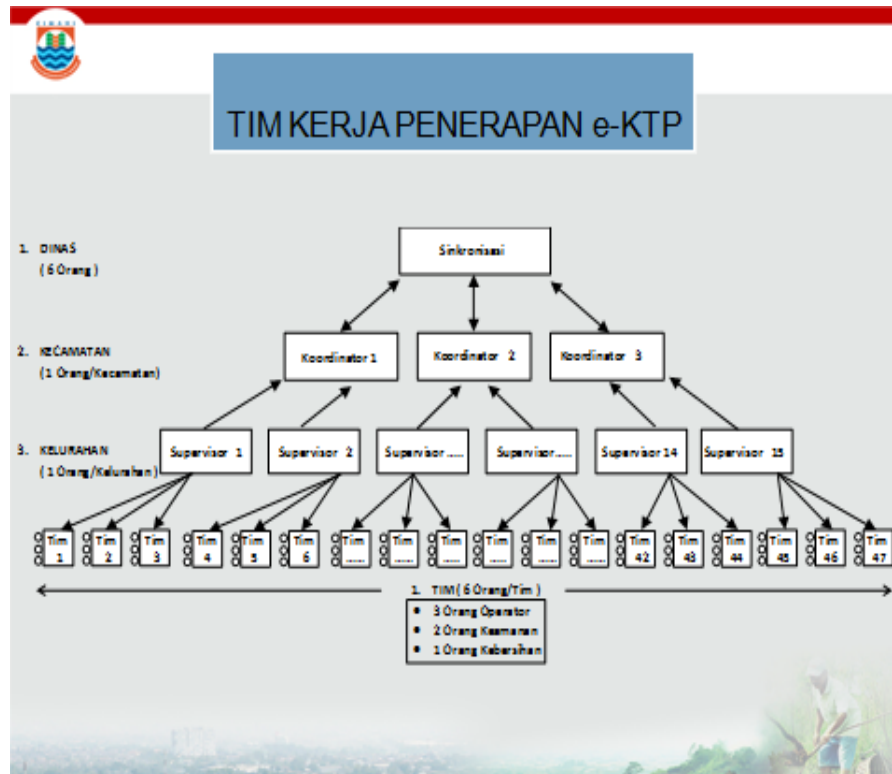 CIMAHI
TIM KERJA PENERAPAN e-KTP
1. DINAS
( 6 Orang )
Sinkronisasi
2. KECAMATAN
(1 Orang/Kecamatan)
Koordinator 1
Koordinator 2
Koordinator 3
3. KELURAHAN
( 1 Orang/Kelurahan )
Supervisor 1
Supervisor 2
Supervisor .....
Supervisor.....
Supervisor 14
Supervisor 15
Tim 1
Tim 2
Tim 3
Tim 4
Tim 5
Tim 6
Tim .....
Tim .....
Tim .....
Tim .....
Tim .....
Tim .....
Tim 42
Tim 43
Tim 44
Tim 45
Tim 46
Tim 47
1. TIM ( 6 Orang/Tim )
• 3 Orang Operator
• 2 Orang Keamanan
• 1 Orang Kebersihan